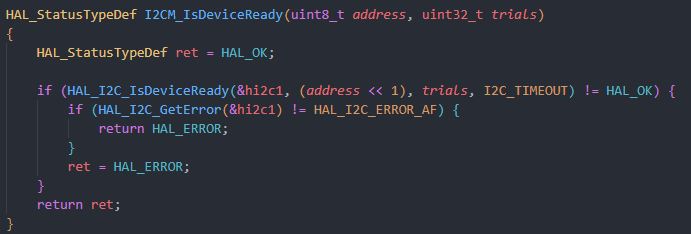 HAL_StatusTypeDef I2CM_IsDeviceReady(uint8_t address, uint32_t trials)
{
    HAL_StatusTypeDef ret = HAL_OK;

    if (HAL_I2C_IsDeviceReady(&hi2c1, (address << 1), trials, I2C_TIMEOUT) != HAL_OK) {
        if (HAL_I2C_GetError(&hi2c1) != HAL_I2C_ERROR_AF) {
            return HAL_ERROR;
        }
        ret = HAL_ERROR;
    }
    return ret;
}